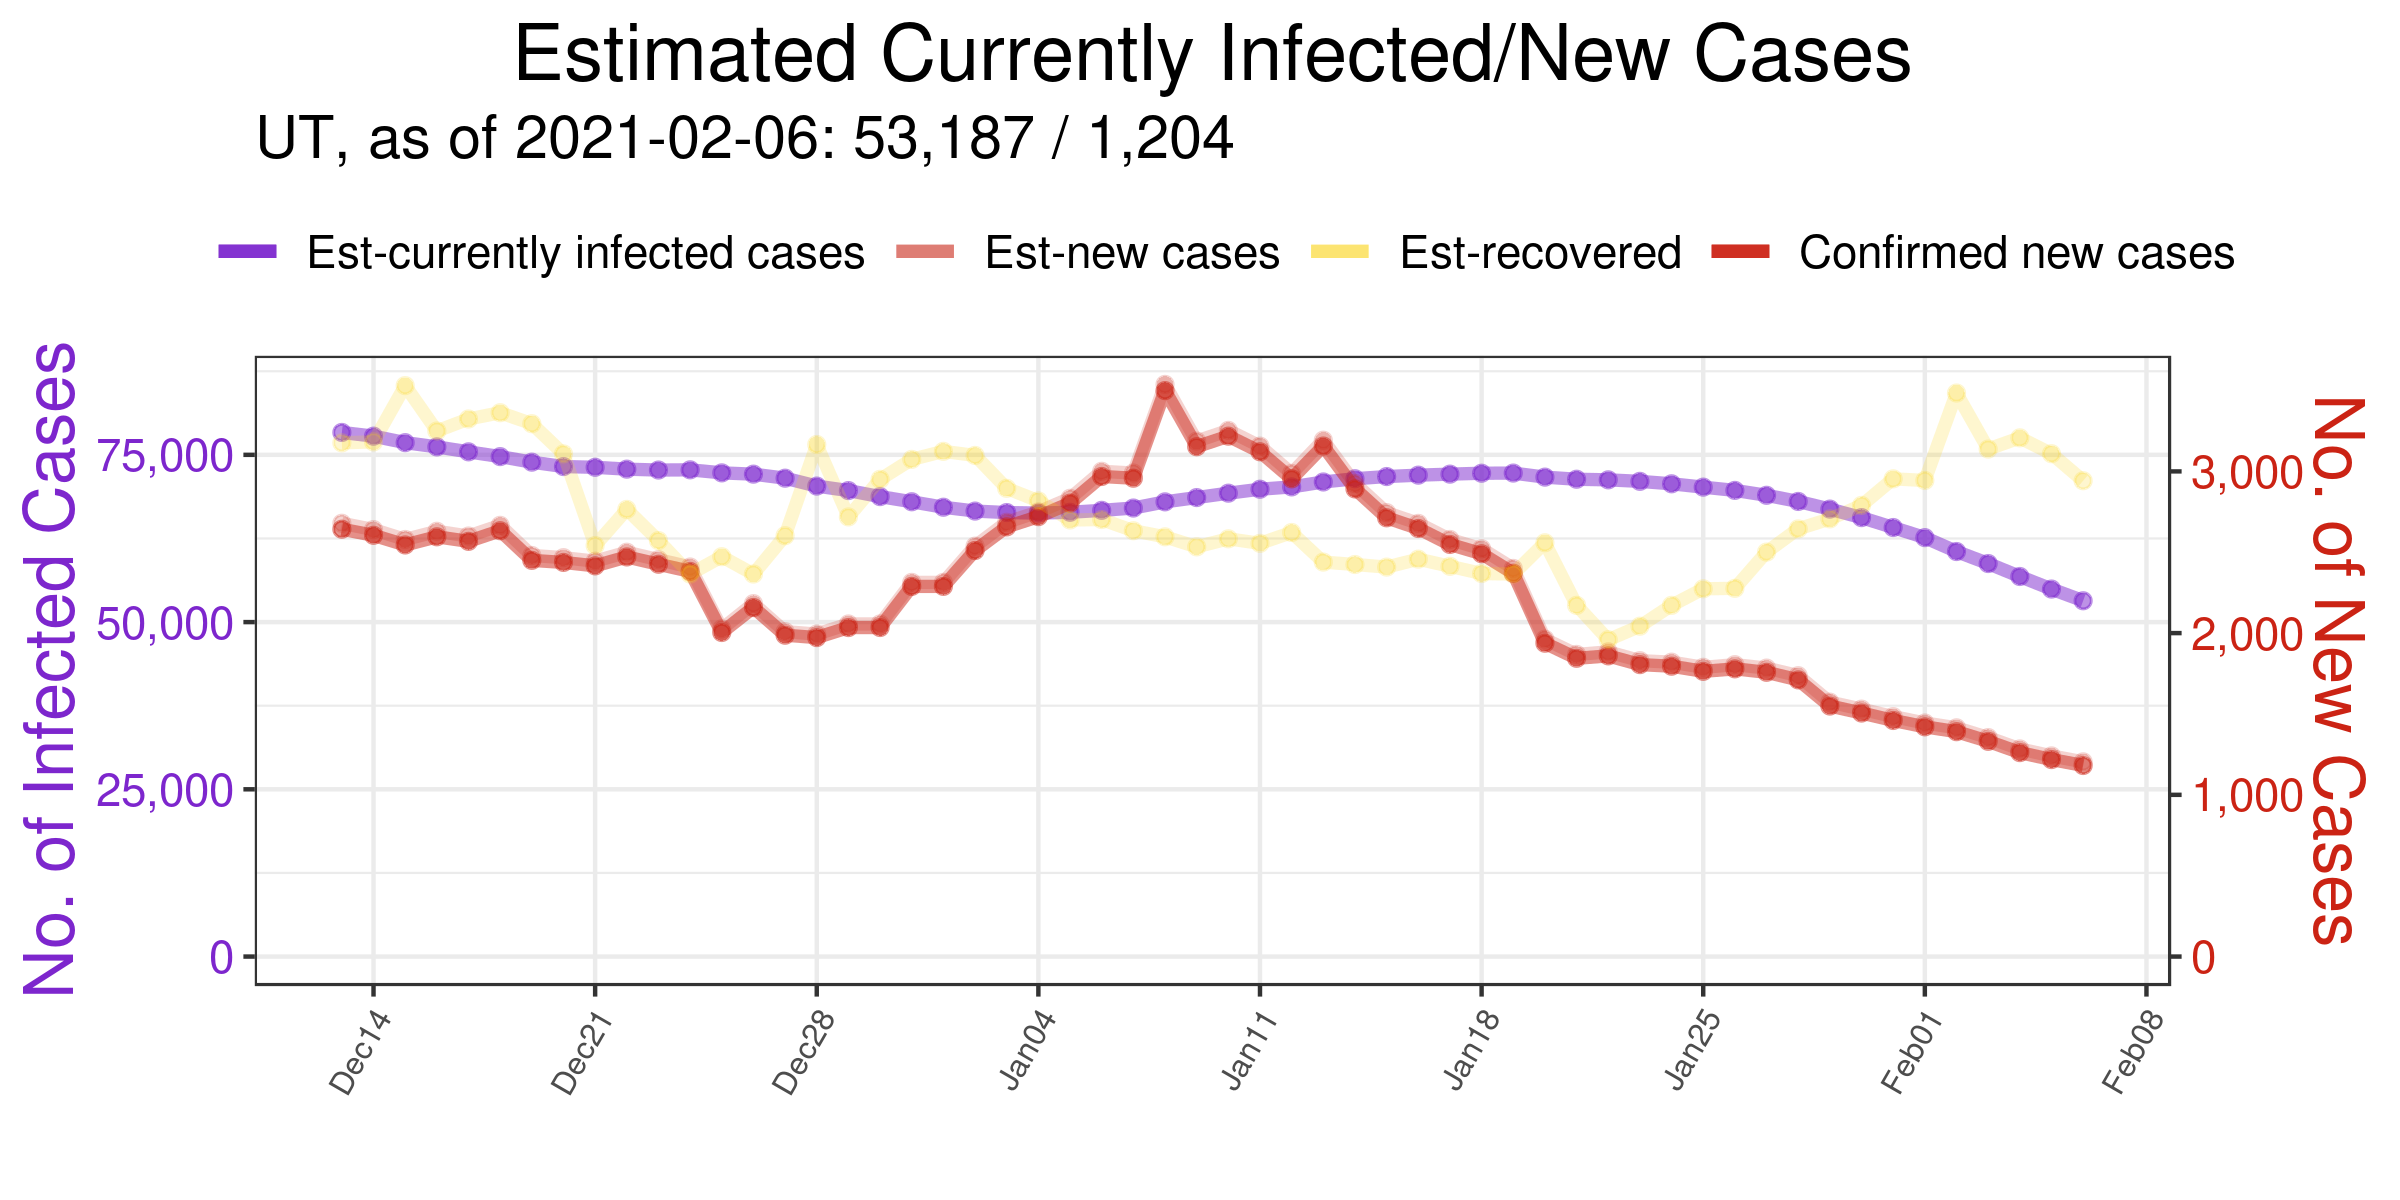 Estimated Currently Infected/New Cases
UT, as of 2021-02-06: 53,187 / 1,204
Est-currently infected cases
Est-new cases
Est-recovered
Confirmed new cases
No. of Infected Cases
75,000
50,000
25,000
0
3,000
2,000
1,000
0
No. of New Cases
Dec14
Dec21
Dec28
Jan04
Jan11
Jan18
Jan25
Feb01
Feb08